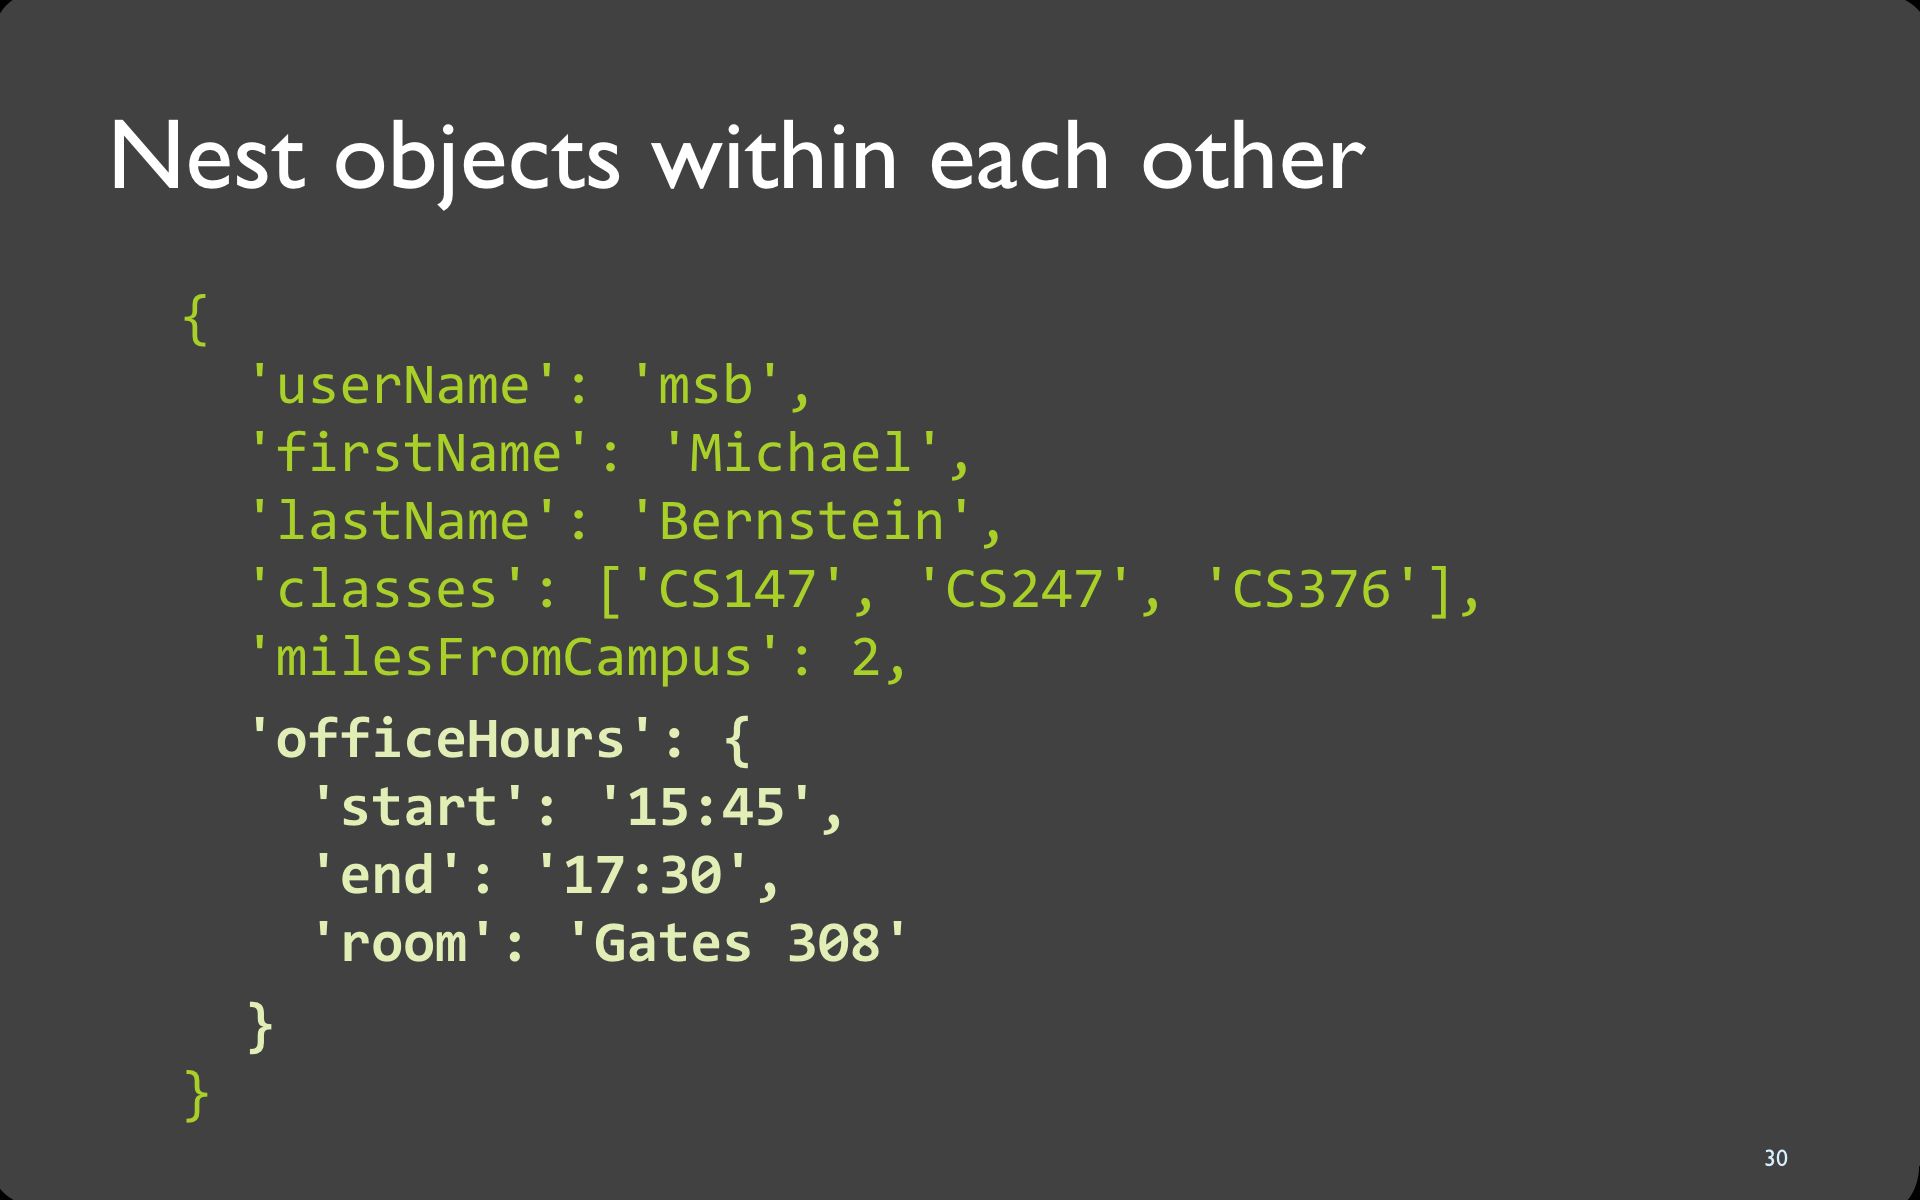 Nest objects within each other
{
  'userName': 'msb',
  'firstName': 'Michael',
  'lastName': 'Bernstein',
  'classes': ['CS147', 'CS247', 'CS376'],
  'milesFromCampus': 2,
  'officeHours': {
    'start': '15:45',
    'end': '17:30',
    'room': 'Gates 308'
  }
}
30